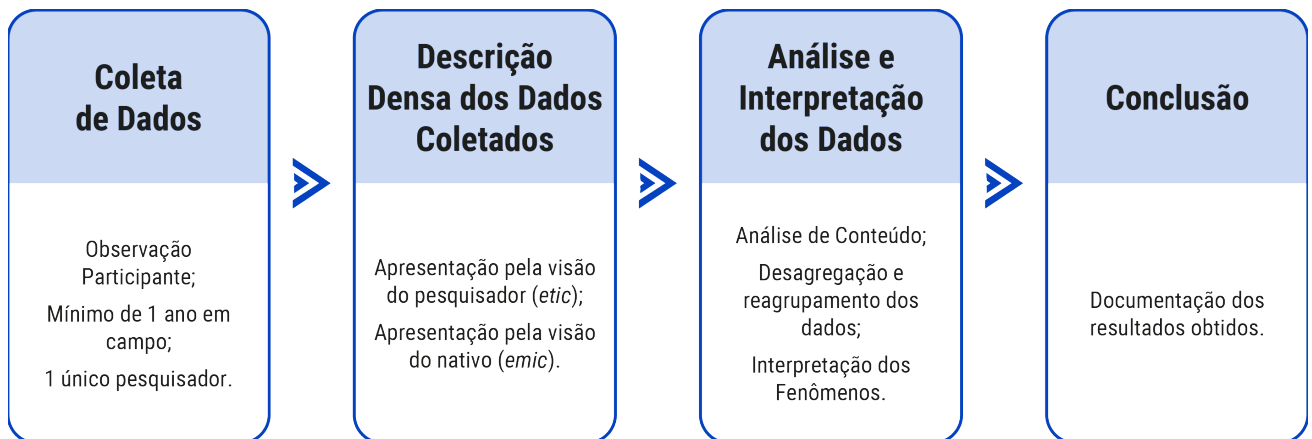 Coleta
de Dados
Observação
Participante;
Mínimo de 1 ano em
campo;
1 único pesquisador.
Descrição
Densa dos Dados
Coletados
Apresentação pela visão
do pesquisador (etic);
Apresentação pela visão
do nativo (emic).
Análise e
Interpretação
dos Dados
Análise de Conteúdo;
Desagregação e
reagrupamento dos
dados;
Interpretação dos
Fenômenos.
Conclusão
Documentação dos
resultados obtidos.